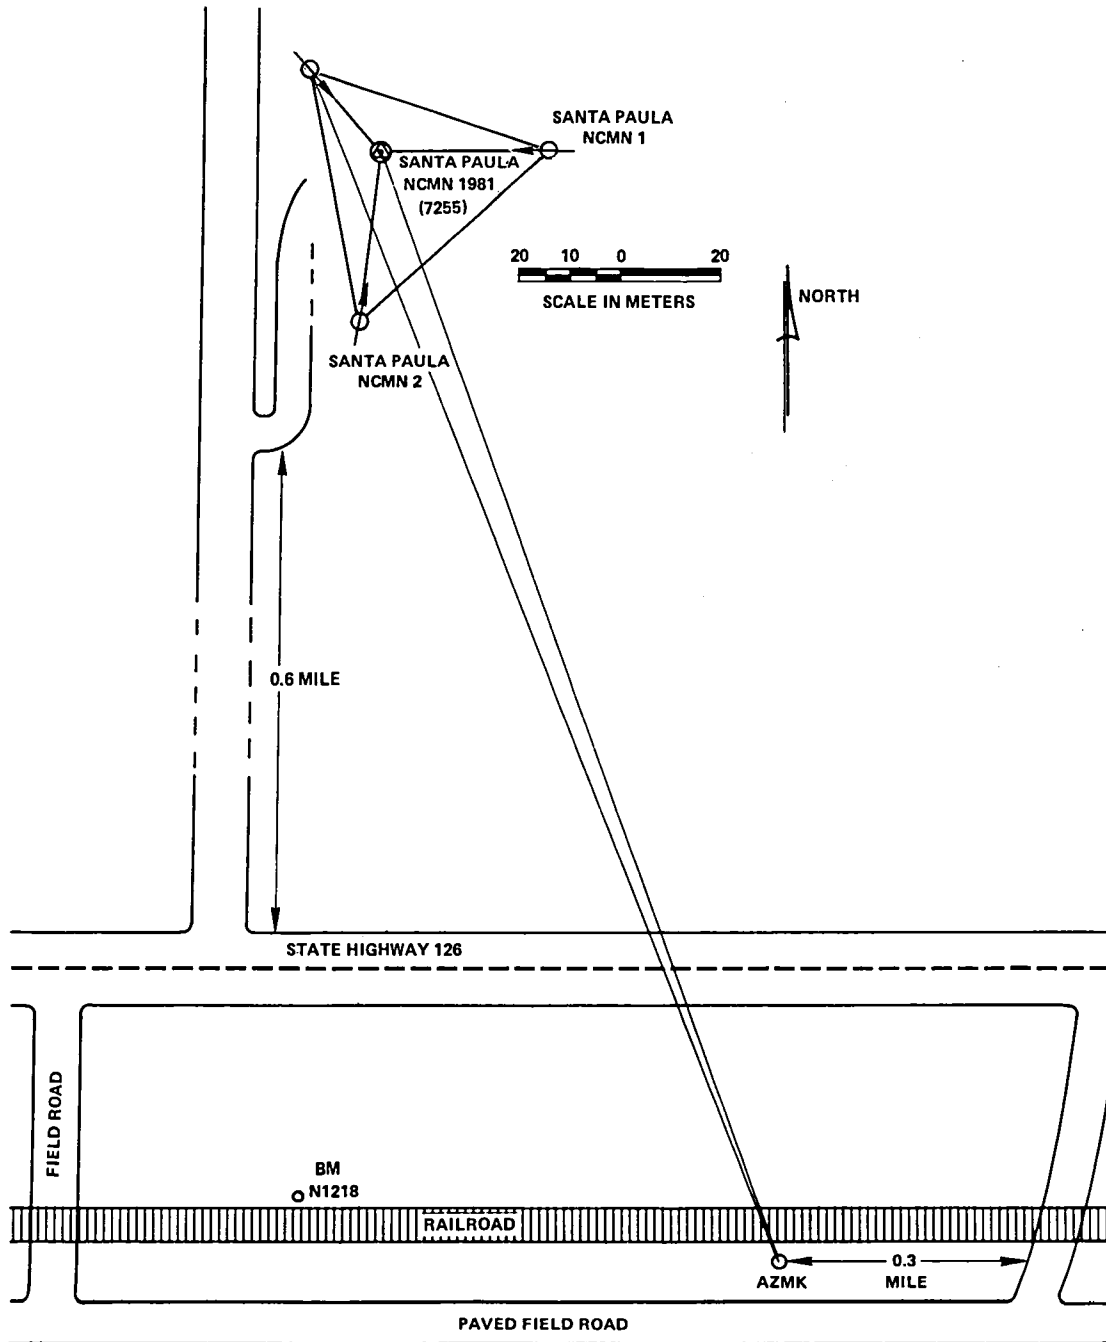 SANTA PAULA
NCMN 1
SANTA PAULA
NCMN 1981
(7255)
20 10 0 20
SCALE IN METERS
NORTH
SANTA PAULA
NCMN 2
0.6 MILE
STATE HIGHWAY 126
FIELD ROAD
BM
N1218
RAILROAD
0.3
MILE
AZMK
PAVED FIELD ROAD